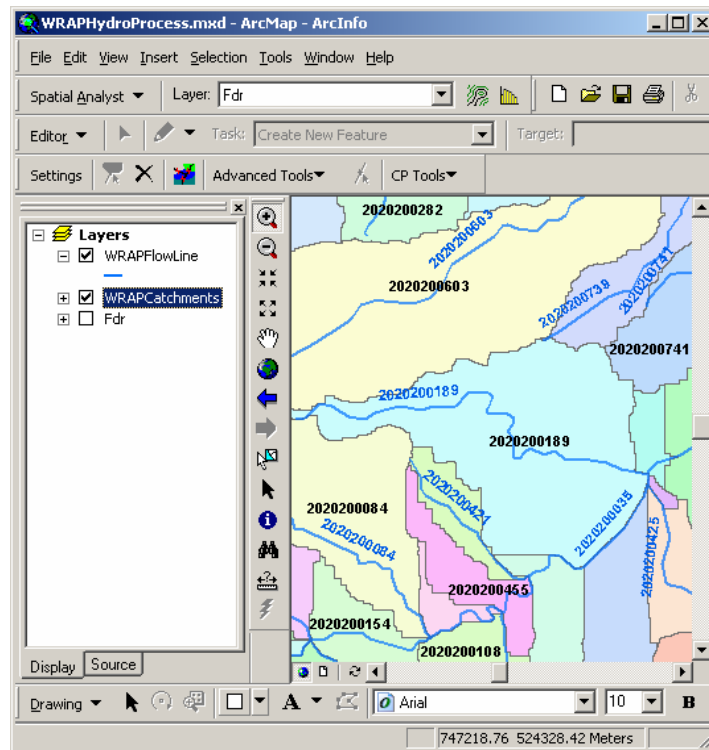 WRAPHydroProcess.mxd - ArcMap - ArcInfo
File Edit View Insert Selection Tools Window Help
Spatial Analyst Layer: Fdr
Editor Task: Create New Feature Target:
Settings Advanced Tools CP Tools
Layers
WRAPFlowLine
WRAPCatchments
Fdr
2020200282
2020200603
2020200603
2020200739
2020200741
2020200741
2020200189
2020200189
2020200084
2020200421
2020200035
2020200425
2020200084
2020200455
2020200154
2020200108
Display Source
Drawing A Arial 10 B
747218.76 524328.42 Meters